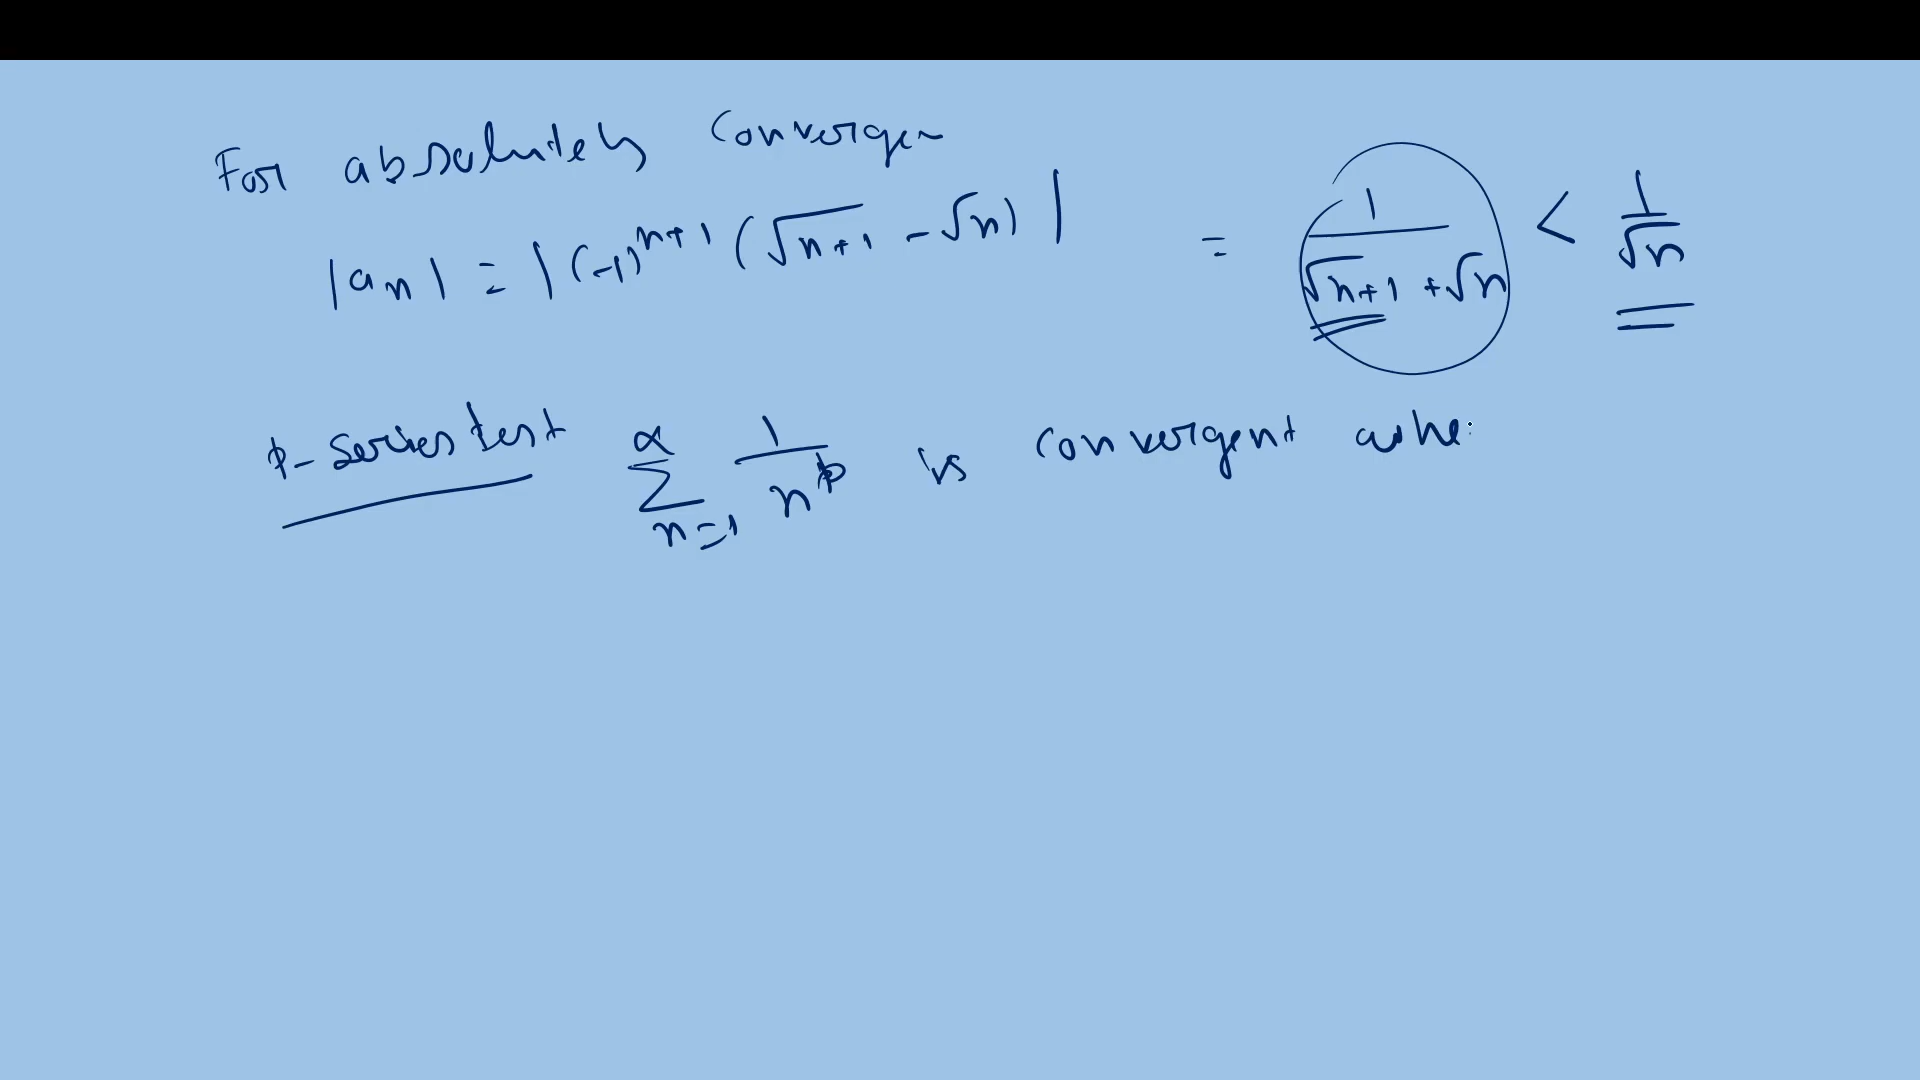 For absolutely convergen
|an| = |(-1)^{n+1} (√(n+1) - √n)| = 1/(√(n+1) + √n) < 1/√n
p-series test ∑_{n=1}^{∝} 1/n^p is convergent whe